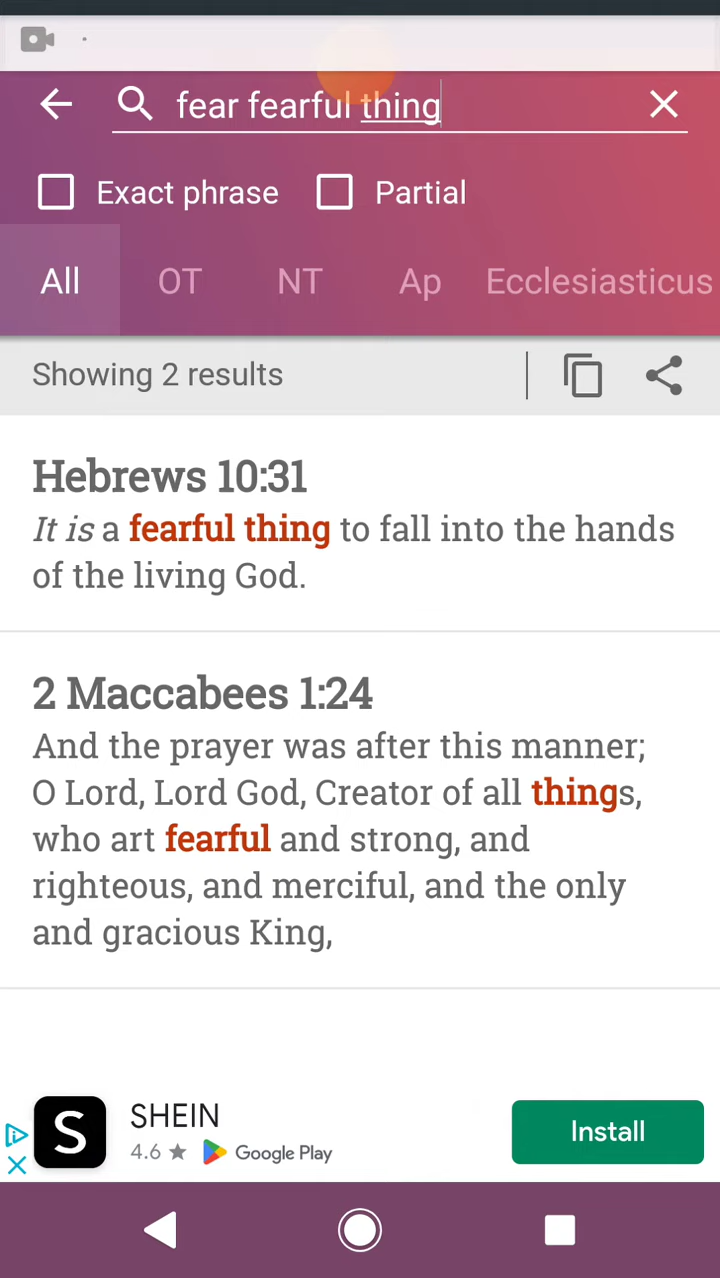 fear fearful thing
Exact phrase Partial
All OT NT Ap Ecclesiasticus
Showing 2 results
Hebrews 10:31
It is a fearful thing to fall into the hands
of the living God.
2 Maccabees 1:24
And the prayer was after this manner;
O Lord, Lord God, Creator of all things,
who art fearful and strong, and
righteous, and merciful, and the only
and gracious King,
S
SHEIN
4.6 ★ Google Play
Install